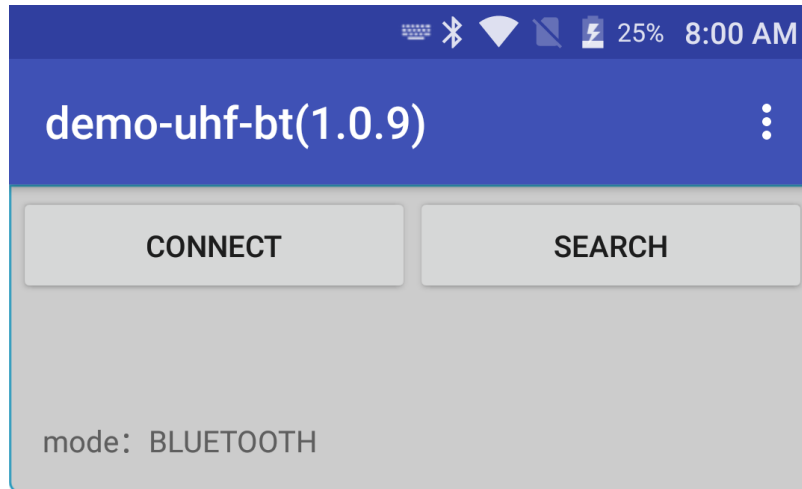 25% 8:00 AM
demo-uhf-bt(1.0.9)
CONNECT SEARCH
mode：BLUETOOTH